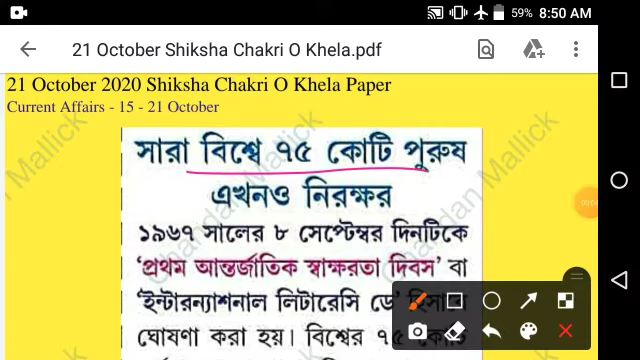 59% 8:50 AM
21 October Shiksha Chakri O Khela.pdf
21 October 2020 Shiksha Chakri O Khela Paper
Current Affairs - 15 - 21 October
সারা বিশ্বে ৭৫ কোটি পুরুষ
এখনও নিরক্ষর
১৯৬৭ সালের ৮ সেপ্টেম্বর দিনটিকে
‘প্রথম আন্তর্জাতিক স্বাক্ষরতা দিবস’ বা
‘ইন্টারন্যাশনাল লিটারেসি ডে’ হিসাবে
ঘোষণা করা হয়। বিশ্বের ৭৫ কোটি
Chandan Mallick